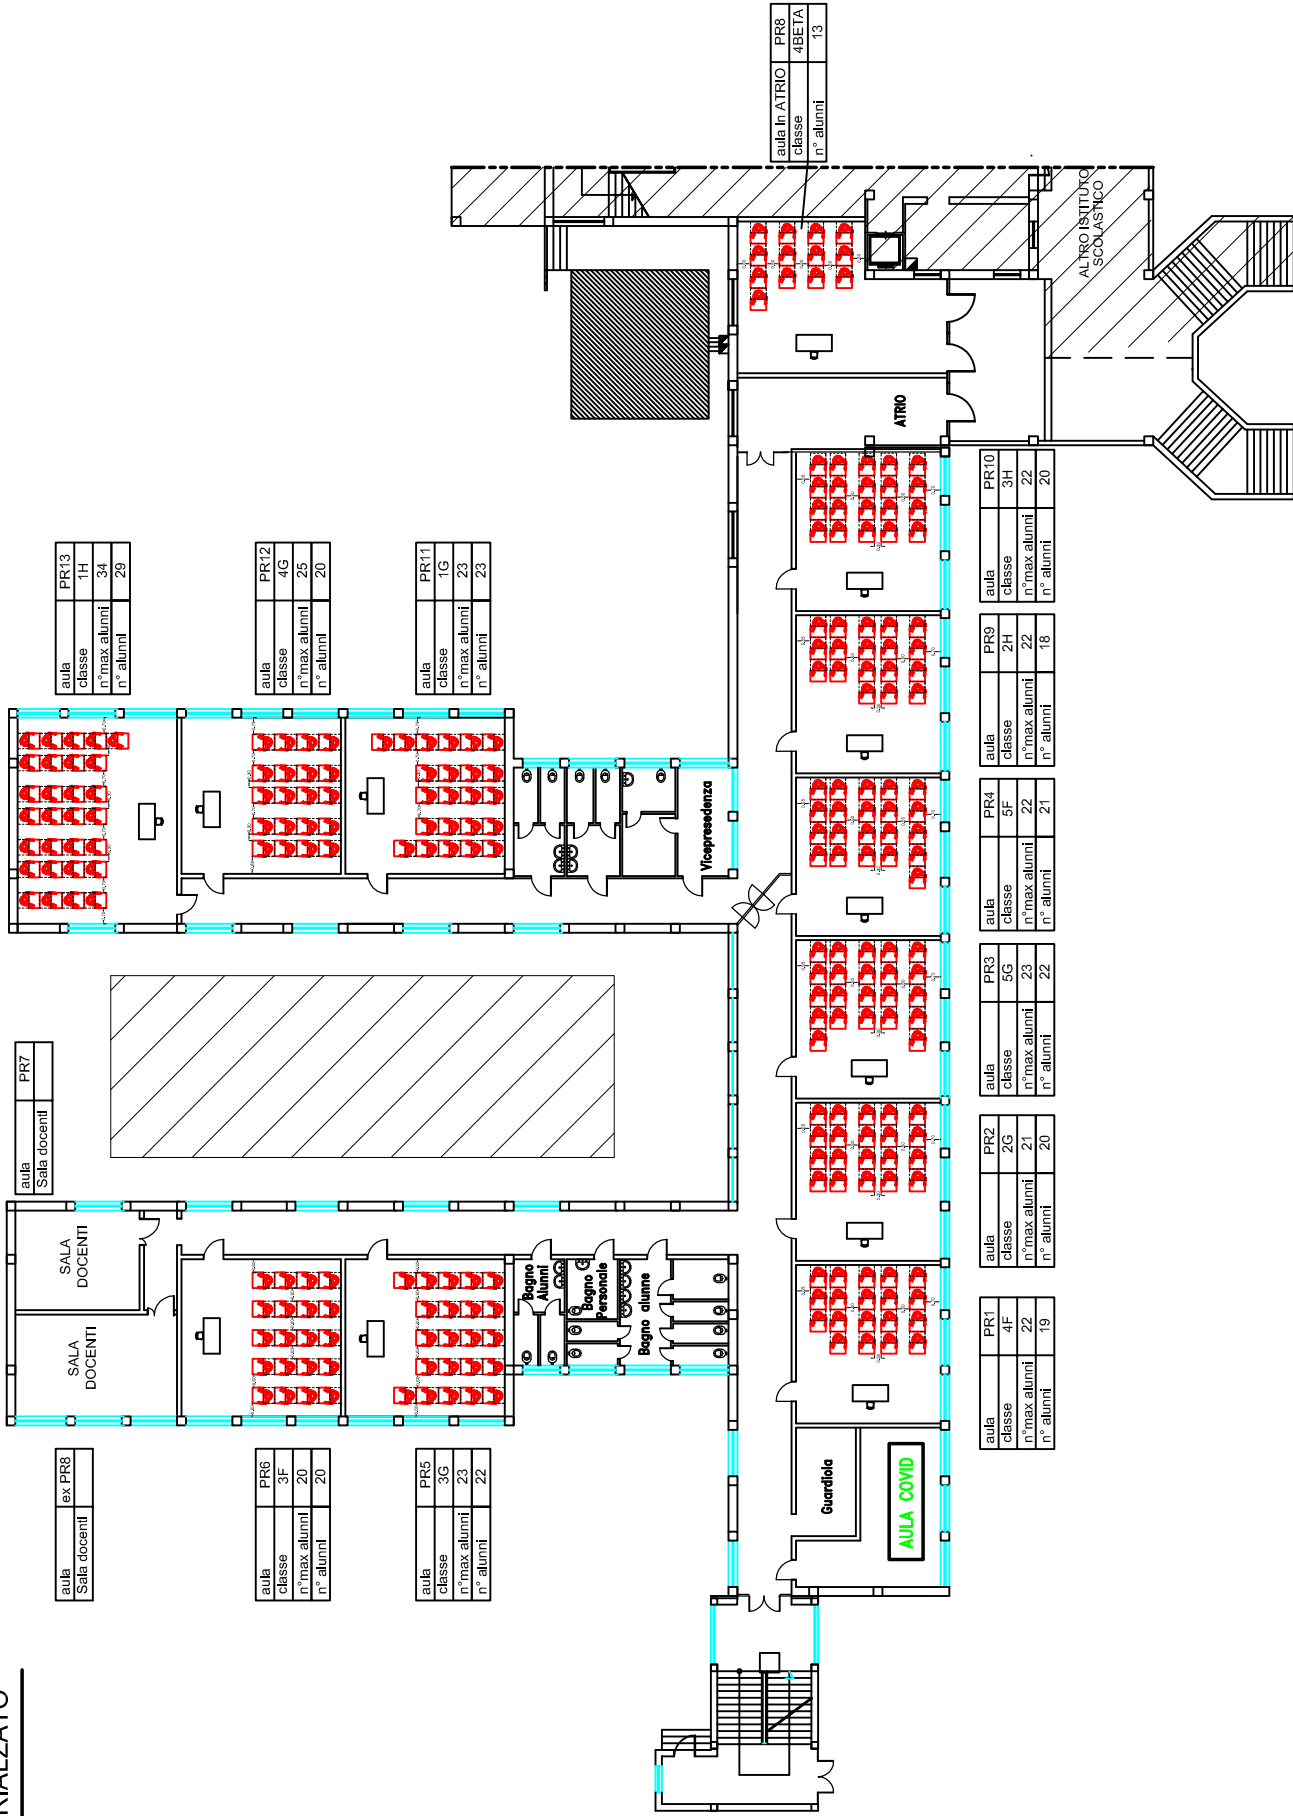 RIALZATO
aula ex PR8
Sala docenti
aula PR7
Sala docenti
SALA
DOCENTI
SALA
DOCENTI
aula PR13
classe 1H
n°max alunni 34
n° alunni 29
aula PR6
classe 3F
n°max alunni 20
n° alunni 20
aula PR12
classe 4G
n°max alunni 25
n° alunni 20
aula PR5
classe 3G
n°max alunni 23
n° alunni 22
aula PR11
classe 1G
n°max alunni 23
n° alunni 23
Bagno
Alunni
Bagno
Personale
Bagno alunne
Vicepresedenza
aula In ATRIO PR8
classe 4BETA
n° alunni 13
Guardiola
AULA COVID
ATRIO
aula PR1
classe 4F
n°max alunni 22
n° alunni 19
aula PR2
classe 2G
n°max alunni 21
n° alunni 20
aula PR3
classe 5G
n°max alunni 23
n° alunni 22
aula PR4
classe 5F
n°max alunni 22
n° alunni 21
aula PR9
classe 2H
n°max alunni 22
n° alunni 18
aula PR10
classe 3H
n°max alunni 22
n° alunni 20
ALTRO ISTITUTO
SCOLASTICO